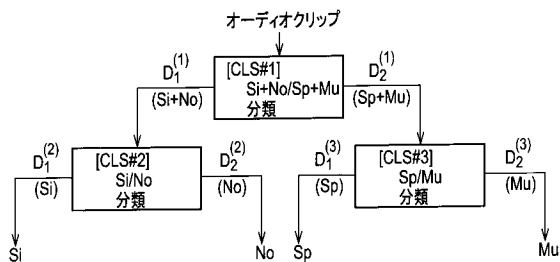 オーディオクリップ
D1(1)
(Si+No)
[CLS#1]
Si+No/Sp+Mu
分類
D2(1)
(Sp+Mu)
D1(2)
(Si)
[CLS#2]
Si/No
分類
D2(2)
(No)
D1(3)
(Sp)
[CLS#3]
Sp/Mu
分類
D2(3)
(Mu)
Si
No
Sp
Mu